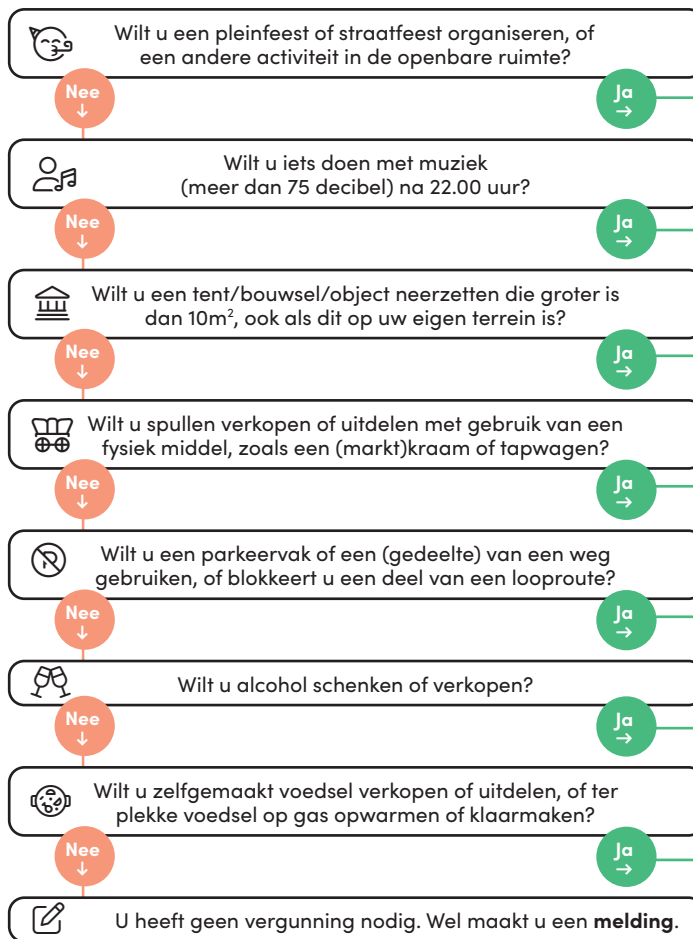 Wilt u een pleinfeest of straatfeest organiseren, of
een andere activiteit in de openbare ruimte?
Nee
↓
Ja
→
Wilt u iets doen met muziek
(meer dan 75 decibel) na 22.00 uur?
Nee
↓
Ja
→
Wilt u een tent/bouwsel/object neerzetten die groter is
dan 10m², ook als dit op uw eigen terrein is?
Nee
↓
Ja
→
Wilt u spullen verkopen of uitdelen met gebruik van een
fysiek middel, zoals een (markt)kraam of tapwagen?
Nee
↓
Ja
→
Wilt u een parkeervak of een (gedeelte) van een weg
gebruiken, of blokkeert u een deel van een looproute?
Nee
↓
Ja
→
Wilt u alcohol schenken of verkopen?
Nee
↓
Ja
→
Wilt u zelfgemaakt voedsel verkopen of uitdelen, of ter
plekke voedsel op gas opwarmen of klaarmaken?
Nee
↓
Ja
→
U heeft geen vergunning nodig. Wel maakt u een melding.